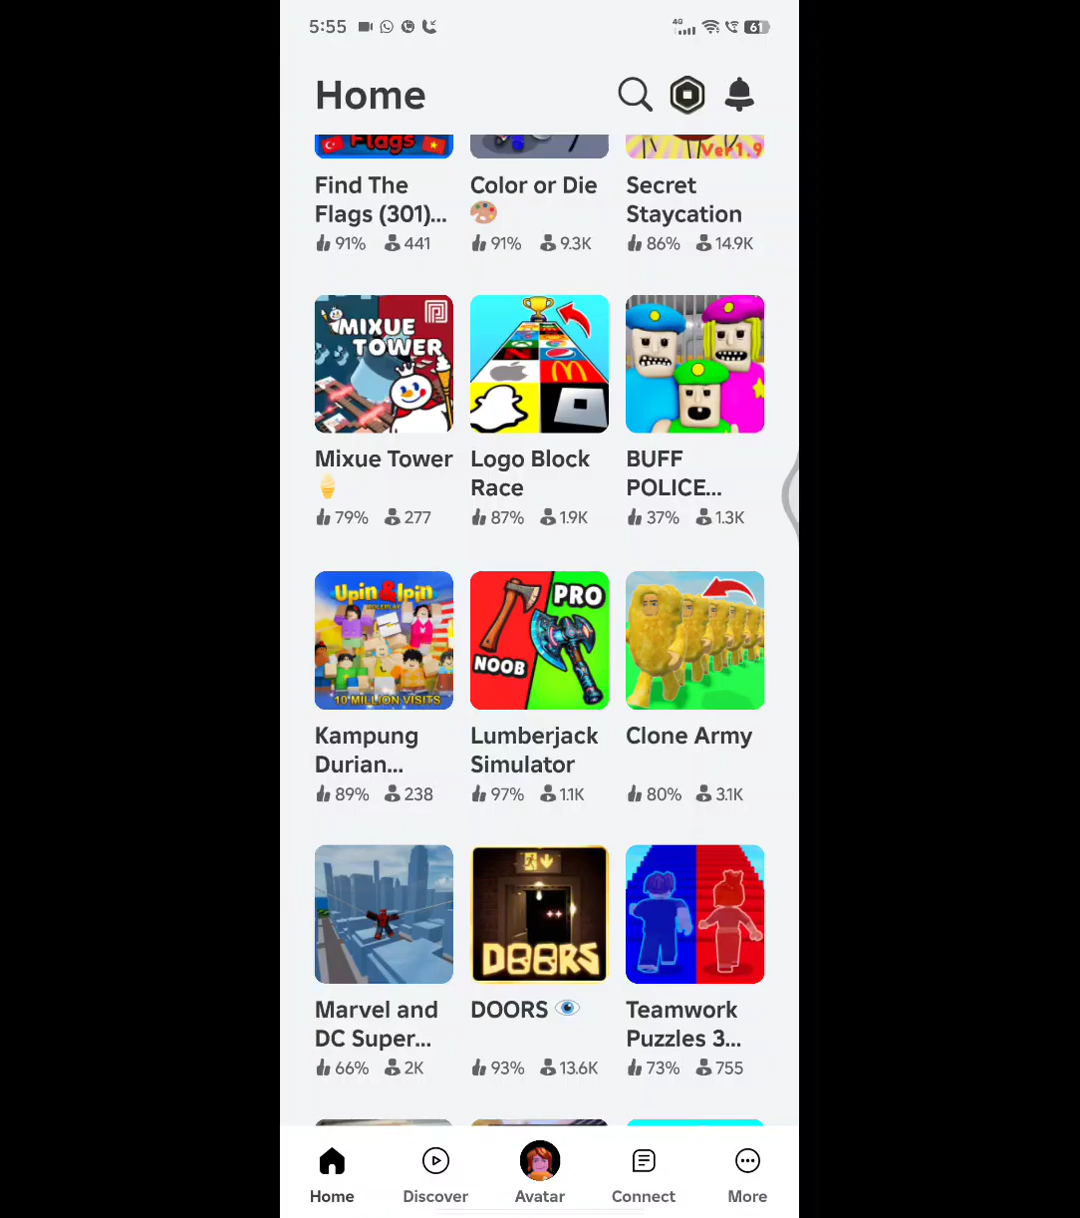 5:55
4G
61
Home
Flags
Ver1.9
Find The
Flags (301)...
91% 441
Color or Die
🎨
91% 9.3K
Secret
Staycation
86% 14.9K
MIXUE
TOWER
Mixue Tower
🍦
79% 277
Logo Block
Race
87% 1.9K
BUFF
POLICE...
37% 1.3K
Upin & Ipin
ROLEPLAY
10 MILLION VISITS
Kampung
Durian...
89% 238
PRO
NOOB
Lumberjack
Simulator
97% 1.1K
Clone Army
80% 3.1K
Marvel and
DC Super...
66% 2K
DOORS
DOORS 👁️
93% 13.6K
Teamwork
Puzzles 3...
73% 755
Home
Discover
Avatar
Connect
More